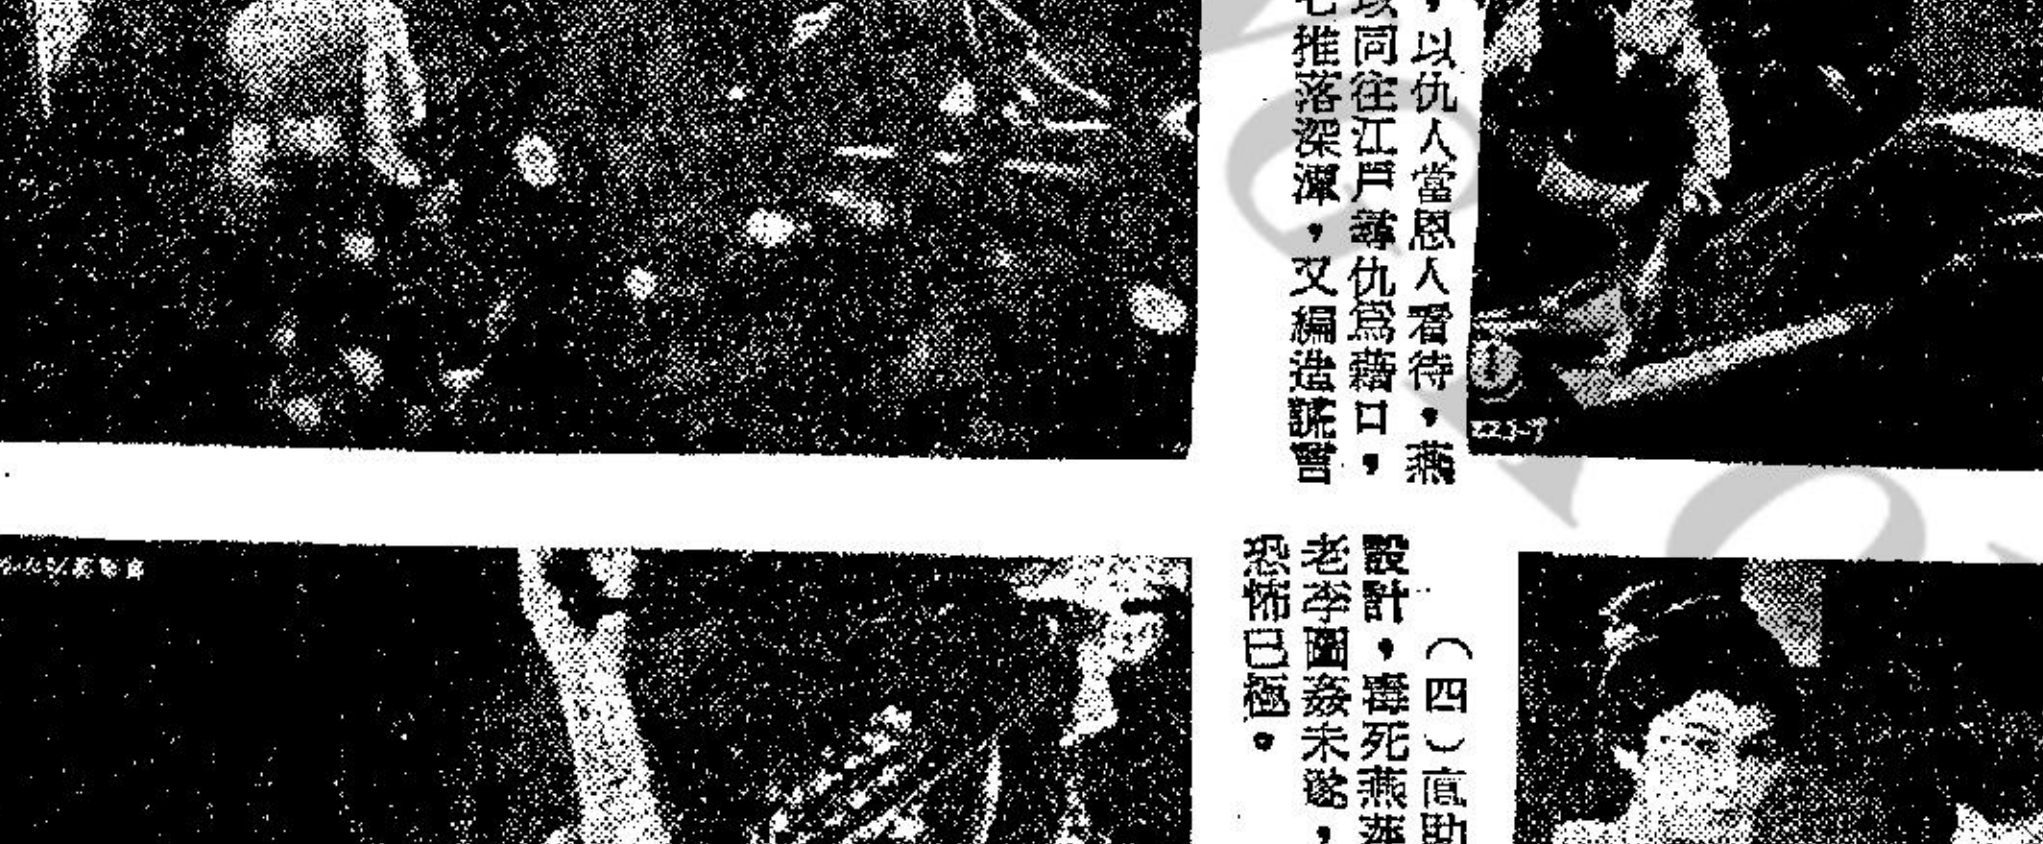 ，以仇人當恩人看待，燕
同往江戶尋仇爲藉口，
推落深潭，又編造謊言
（四）直助
設計，毒死燕燕
老李圖姦未遂，
恐怖已極。